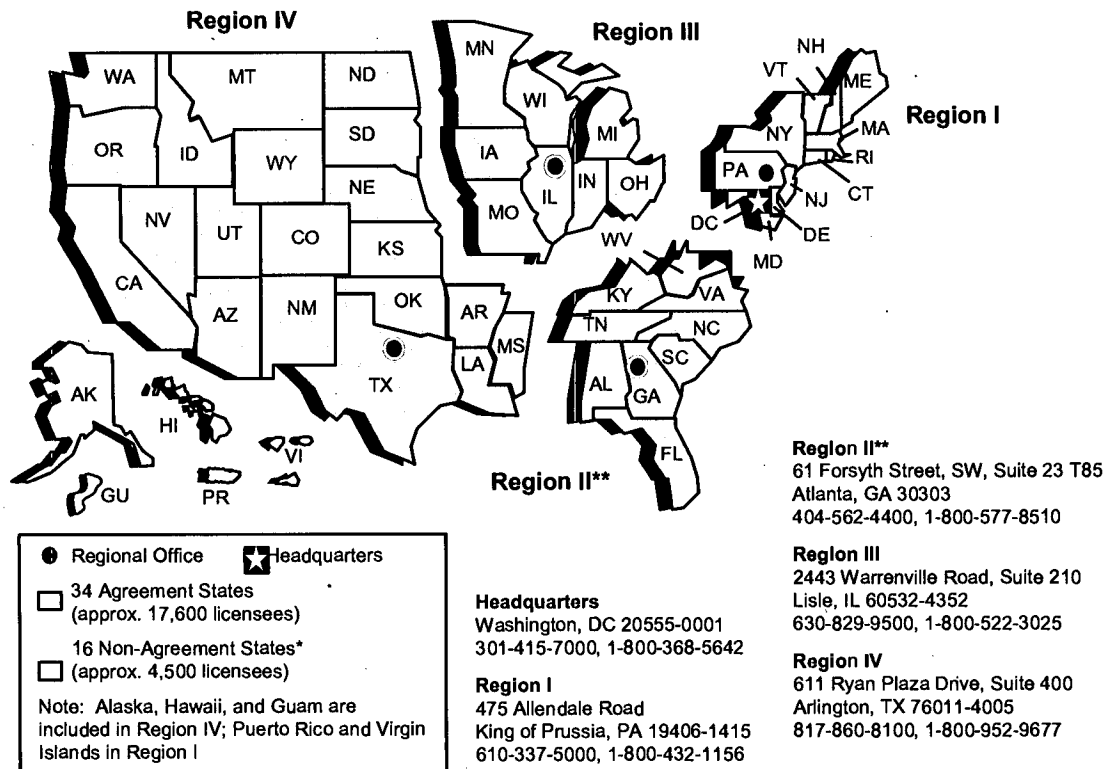 Region IV
Region III
Region I
WA
MT
ND
OR
ID
WY
SD
NE
NV
UT
CO
KS
CA
AZ
NM
OK
TX
AR
LA
MS
AK
HI
GU
PR
VI
MN
WI
MI
IA
IL
IN
OH
MO
NH
VT
ME
NY
MA
RI
CT
PA
NJ
DE
DC
MD
WV
KY
VA
TN
NC
SC
AL
GA
FL
Region II**
Regional Office
Headquarters
34 Agreement States
(approx. 17,600 licensees)
16 Non-Agreement States*
(approx. 4,500 licensees)
Note: Alaska, Hawaii, and Guam are
included in Region IV; Puerto Rico and Virgin
Islands in Region I
Headquarters
Washington, DC 20555-0001
301-415-7000, 1-800-368-5642
Region I
475 Allendale Road
King of Prussia, PA 19406-1415
610-337-5000, 1-800-432-1156
Region II**
61 Forsyth Street, SW, Suite 23 T85
Atlanta, GA 30303
404-562-4400, 1-800-577-8510
Region III
2443 Warrenville Road, Suite 210
Lisle, IL 60532-4352
630-829-9500, 1-800-522-3025
Region IV
611 Ryan Plaza Drive, Suite 400
Arlington, TX 76011-4005
817-860-8100, 1-800-952-9677